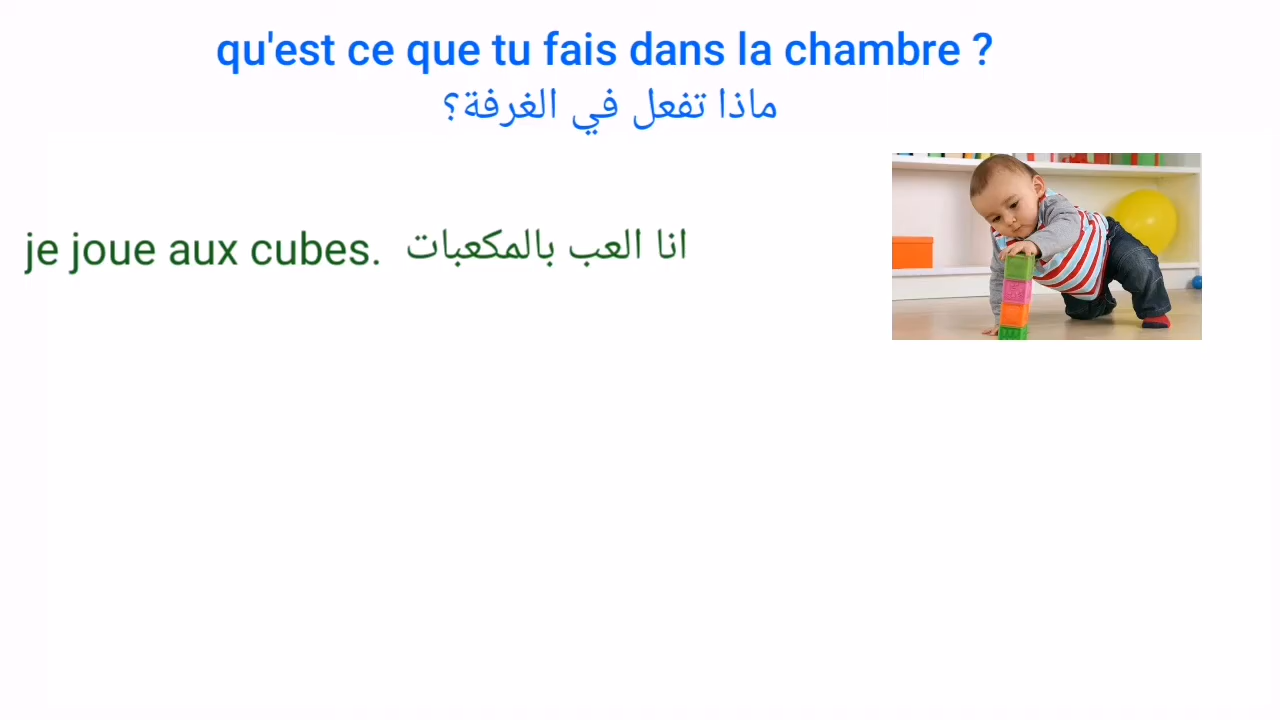 qu'est ce que tu fais dans la chambre ?
ماذا تفعل في الغرفة؟
je joue aux cubes. انا العب بالمكعبات